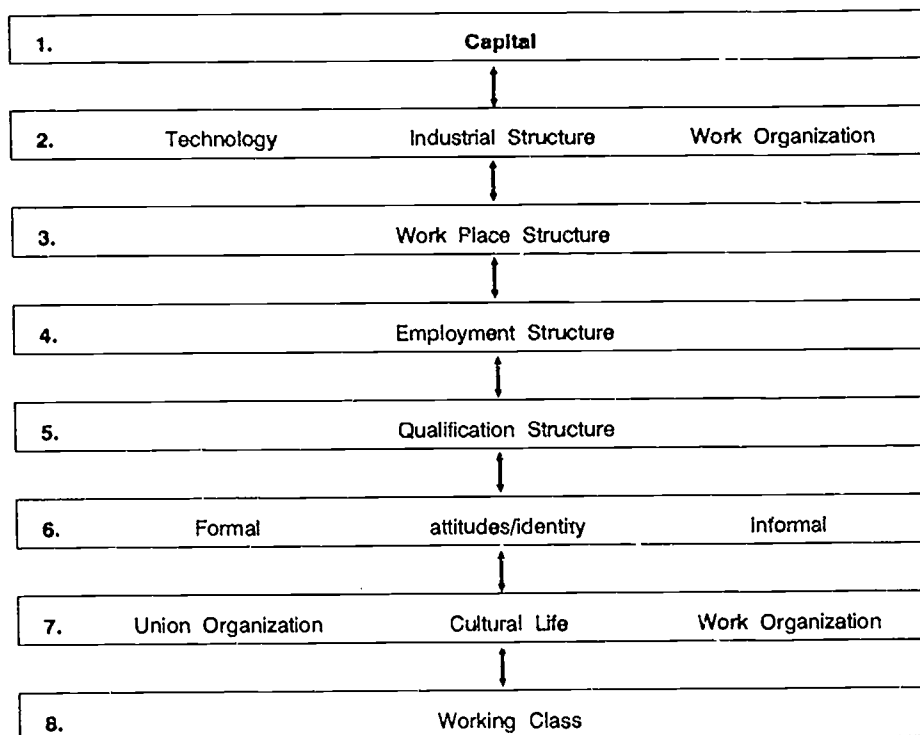 1. Capital
2. Technology Industrial Structure Work Organization
3. Work Place Structure
4. Employment Structure
5. Qualification Structure
6. Formal attitudes/identity Informal
7. Union Organization Cultural Life Work Organization
8. Working Class